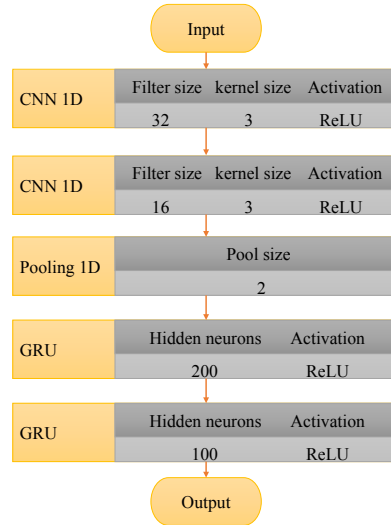 Input
CNN 1D
Filter size kernel size Activation
32 3 ReLU
CNN 1D
Filter size kernel size Activation
16 3 ReLU
Pooling 1D
Pool size
2
GRU
Hidden neurons Activation
200 ReLU
GRU
Hidden neurons Activation
100 ReLU
Output